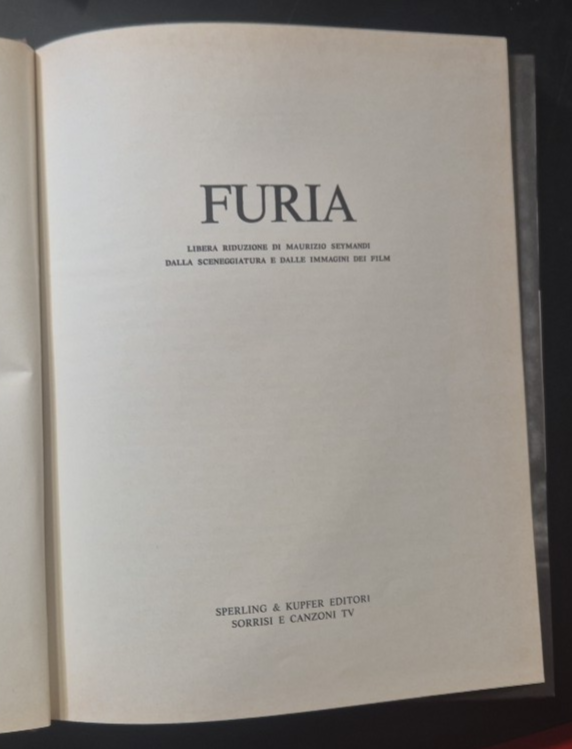 FURIA
LIBERA RIDUZIONE DI MAURIZIO SEYMANDI
DALLA SCENEGGIATURA E DALLE IMMAGINI DEI FILM
SPERLING & KUPFER EDITORI
SORRISI E CANZONI TV